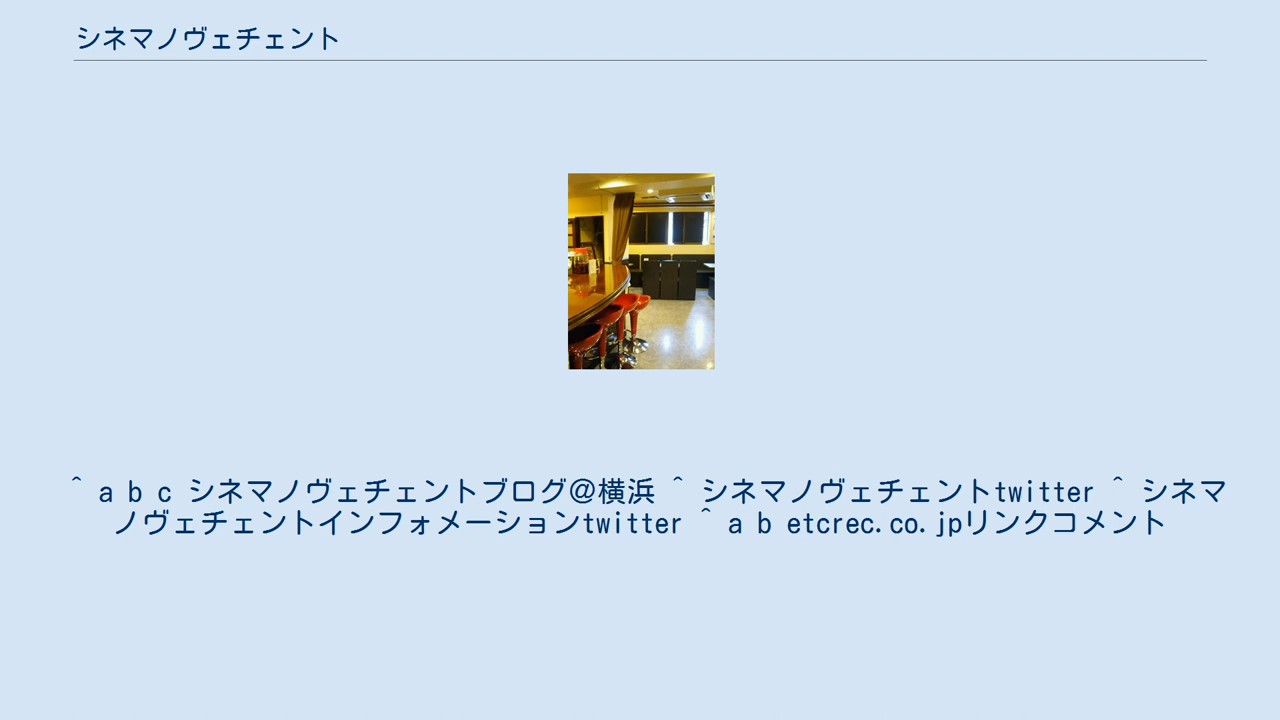 シネマノヴェチェント
^ a b c シネマノヴェチェントブログ@横浜 ^ シネマノヴェチェントtwitter ^ シネマ
ノヴェチェントインフォメーションtwitter ^ a b etcrec.co.jpリンクコメント